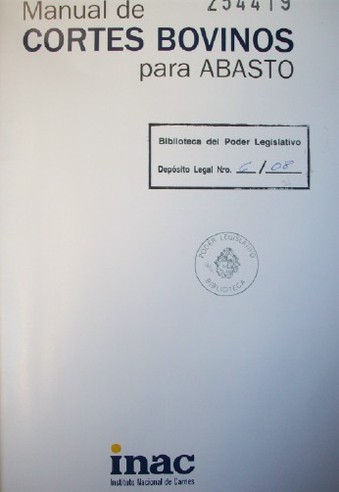 254419
Manual de
CORTES BOVINOS
para ABASTO
Biblioteca del Poder Legislativo
Depósito Legal Nro. 6/08
PODER LEGISLATIVO
BIBLIOTECA
inac
Instituto Nacional de Carnes